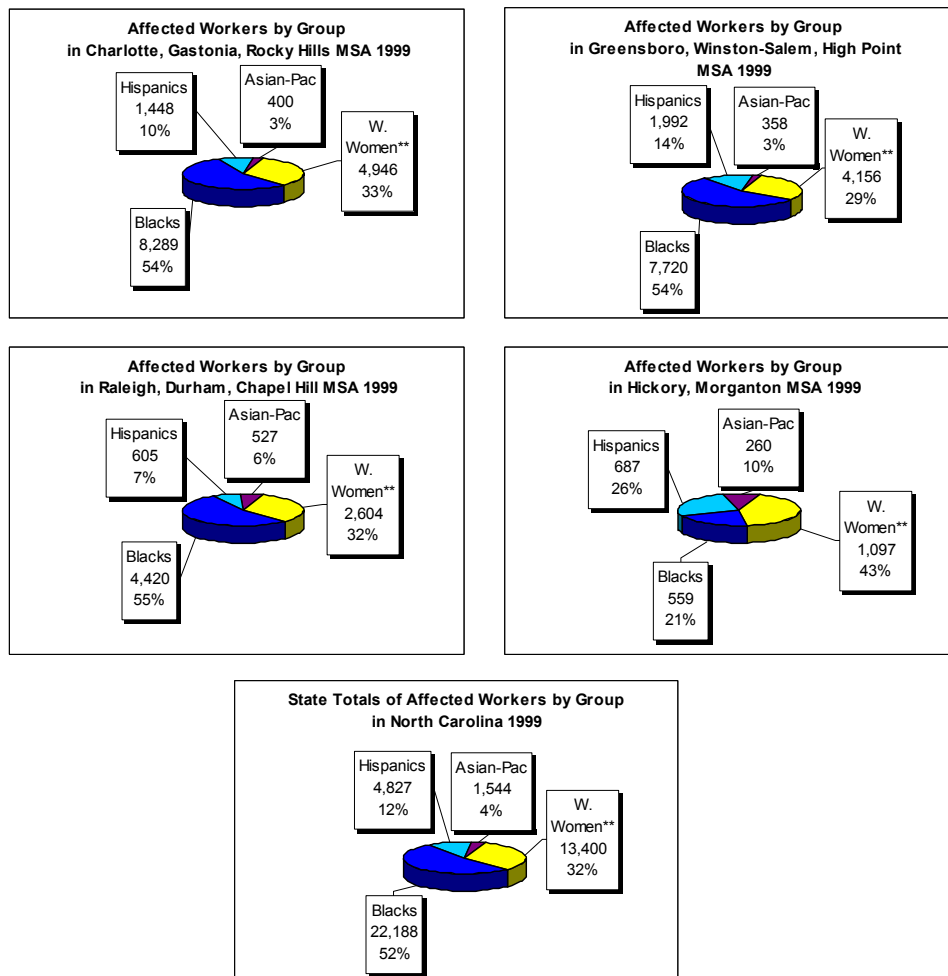 Affected Workers by Group
in Charlotte, Gastonia, Rocky Hills MSA 1999
Hispanics
1,448
10%
Asian-Pac
400
3%
W.
Women**
4,946
33%
Blacks
8,289
54%
Affected Workers by Group
in Greensboro, Winston-Salem, High Point
MSA 1999
Hispanics
1,992
14%
Asian-Pac
358
3%
W.
Women**
4,156
29%
Blacks
7,720
54%
Affected Workers by Group
in Raleigh, Durham, Chapel Hill MSA 1999
Hispanics
605
7%
Asian-Pac
527
6%
W.
Women**
2,604
32%
Blacks
4,420
55%
Affected Workers by Group
in Hickory, Morganton MSA 1999
Hispanics
687
26%
Asian-Pac
260
10%
W.
Women**
1,097
43%
Blacks
559
21%
State Totals of Affected Workers by Group
in North Carolina 1999
Hispanics
4,827
12%
Asian-Pac
1,544
4%
W.
Women**
13,400
32%
Blacks
22,188
52%